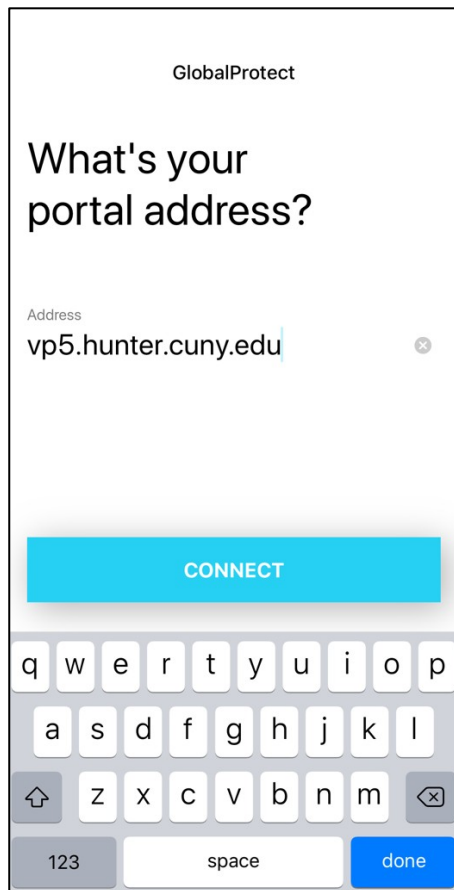 GlobalProtect
What's your
portal address?
Address
vp5.hunter.cuny.edu
CONNECT
q w e r t y u i o p
a s d f g h j k l
z x c v b n m
123 space done